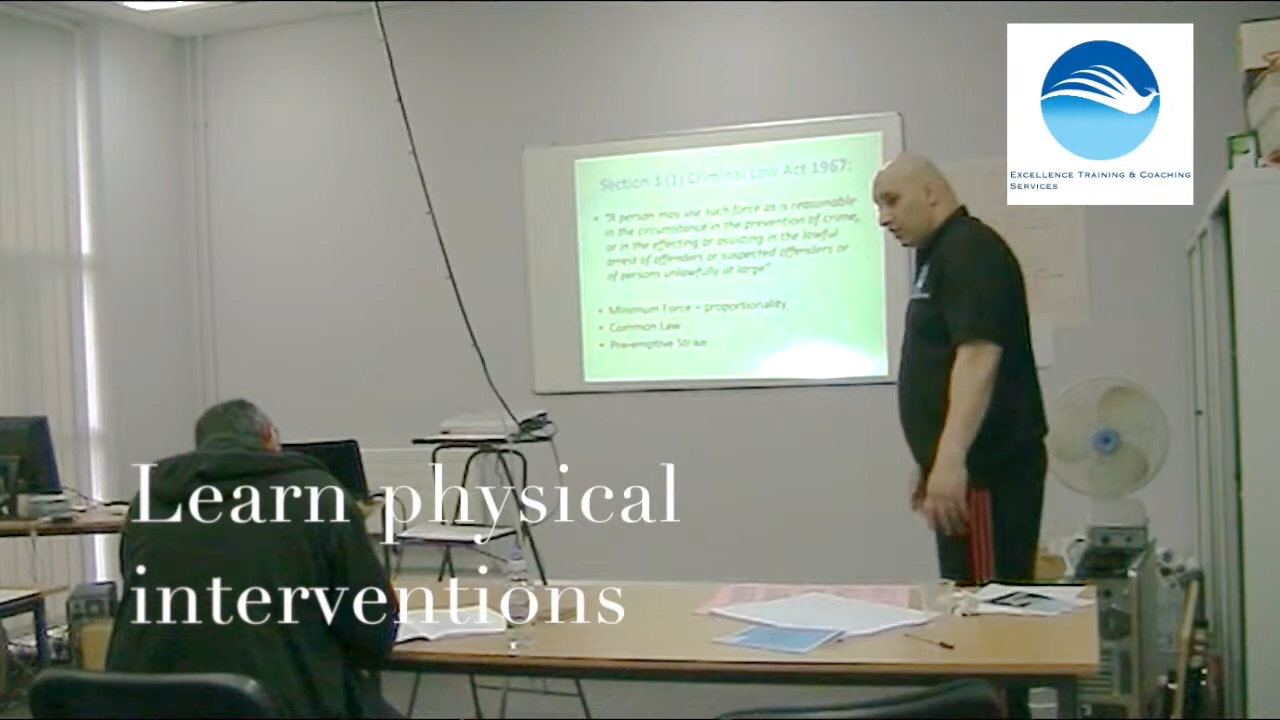 EXCELLENCE TRAINING & COACHING
SERVICES
Section 3 (1) Criminal Law Act 1967:
• "A person may use such force as is reasonable
in the circumstance in the prevention of crime,
or in the effecting or assisting in the lawful
arrest of offenders or suspected offenders or
of persons unlawfully at large"
• Minimum Force – proportionality
• Common Law
• Pre-emptive Strike
Learn physical
interventions